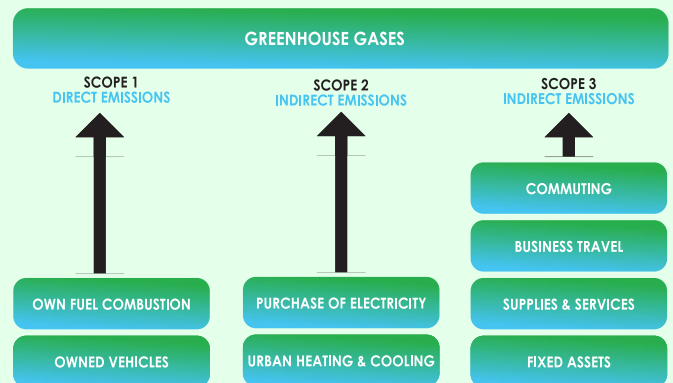 GREENHOUSE GASES
SCOPE 1
DIRECT EMISSIONS
SCOPE 2
INDIRECT EMISSIONS
SCOPE 3
INDIRECT EMISSIONS
COMMUTING
BUSINESS TRAVEL
OWN FUEL COMBUSTION
PURCHASE OF ELECTRICITY
SUPPLIES & SERVICES
OWNED VEHICLES
URBAN HEATING & COOLING
FIXED ASSETS